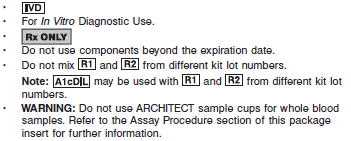 • IVD
• For In Vitro Diagnostic Use.
• Rx ONLY
• Do not use components beyond the expiration date.
• Do not mix R1 and R2 from different kit lot numbers.
Note: A1cDIL may be used with R1 and R2 from different kit lot
numbers.
• WARNING: Do not use ARCHITECT sample cups for whole blood
samples. Refer to the Assay Procedure section of this package
insert for further information.